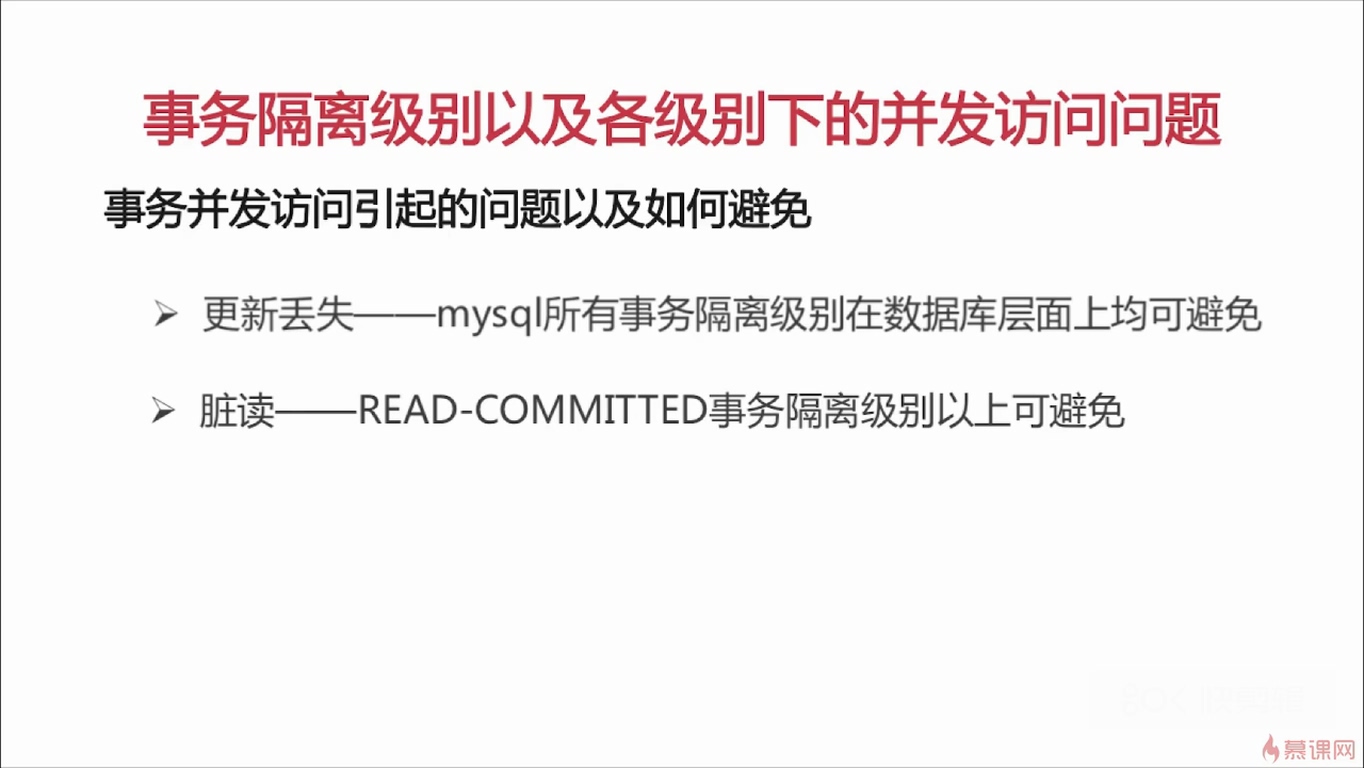 事务隔离级别以及各级别下的并发访问问题
事务并发访问引起的问题以及如何避免
➢ 更新丢失——mysql所有事务隔离级别在数据库层面上均可避免
➢ 脏读——READ-COMMITTED事务隔离级别以上可避免
慕课网